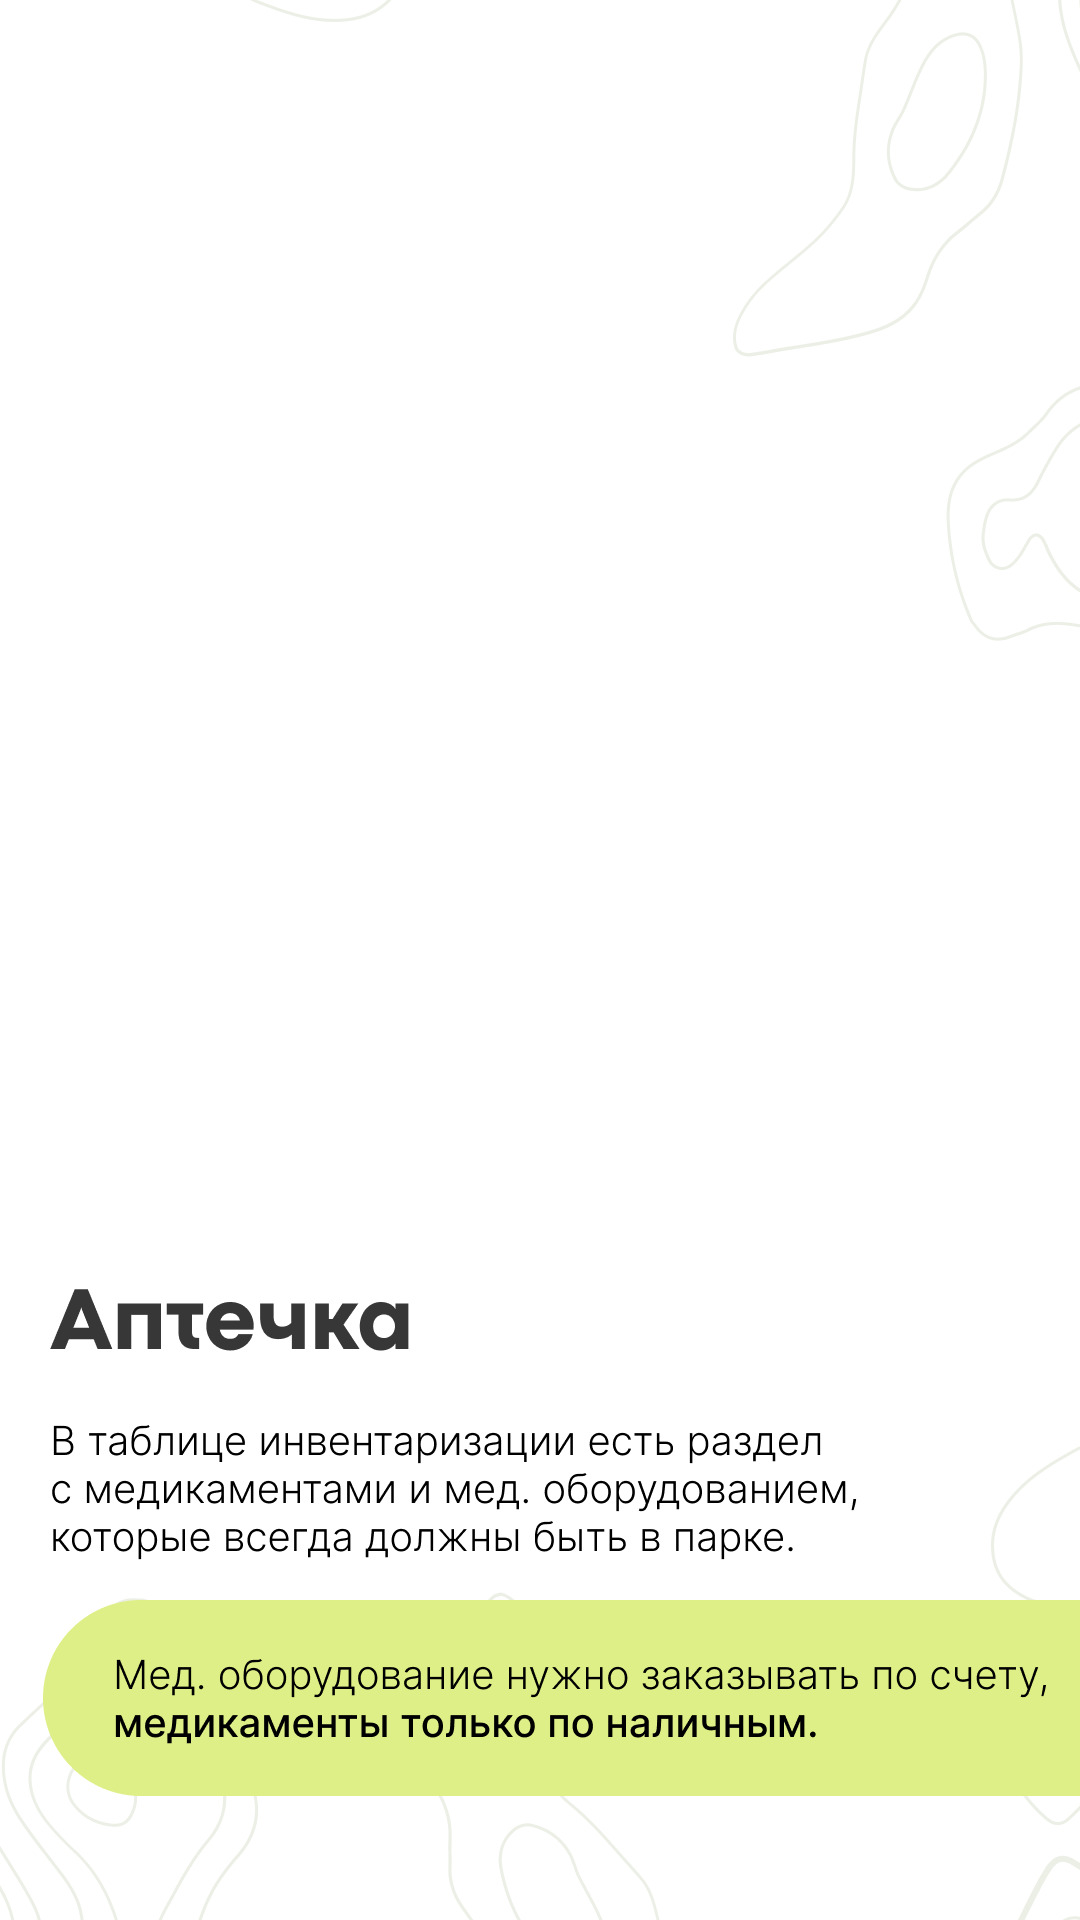 Аптечка
В таблице инвентаризации есть раздел
с медикаментами и мед. оборудованием,
которые всегда должны быть в парке.
Мед. оборудование нужно заказывать по счету,
медикаменты только по наличным.